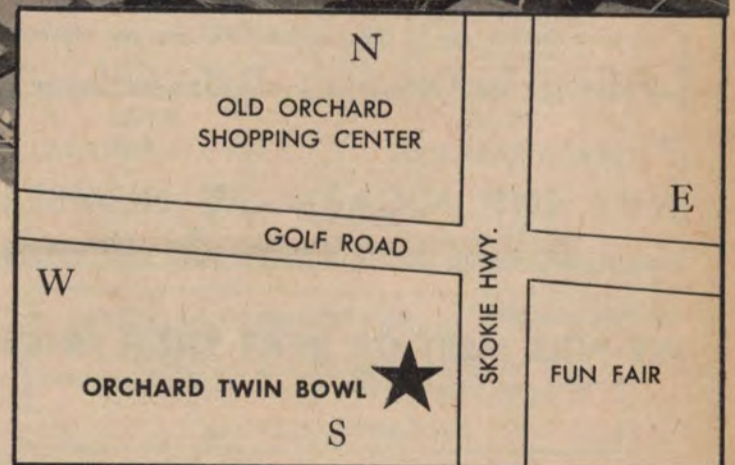 N
OLD ORCHARD
SHOPPING CENTER
E
GOLF ROAD
W
SKOKIE HWY.
ORCHARD TWIN BOWL
FUN FAIR
S